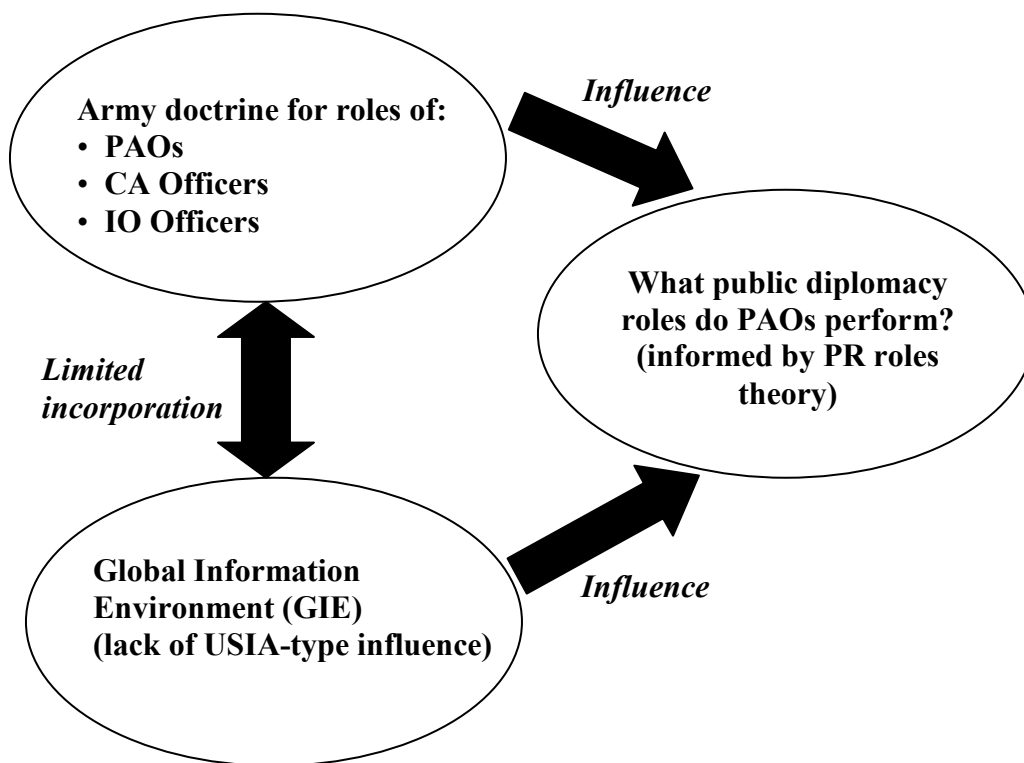 Army doctrine for roles of:
• PAOs
• CA Officers
• IO Officers
Influence
What public diplomacy
roles do PAOs perform?
(informed by PR roles
theory)
Limited
incorporation
Global Information
Environment (GIE)
(lack of USIA-type influence)
Influence